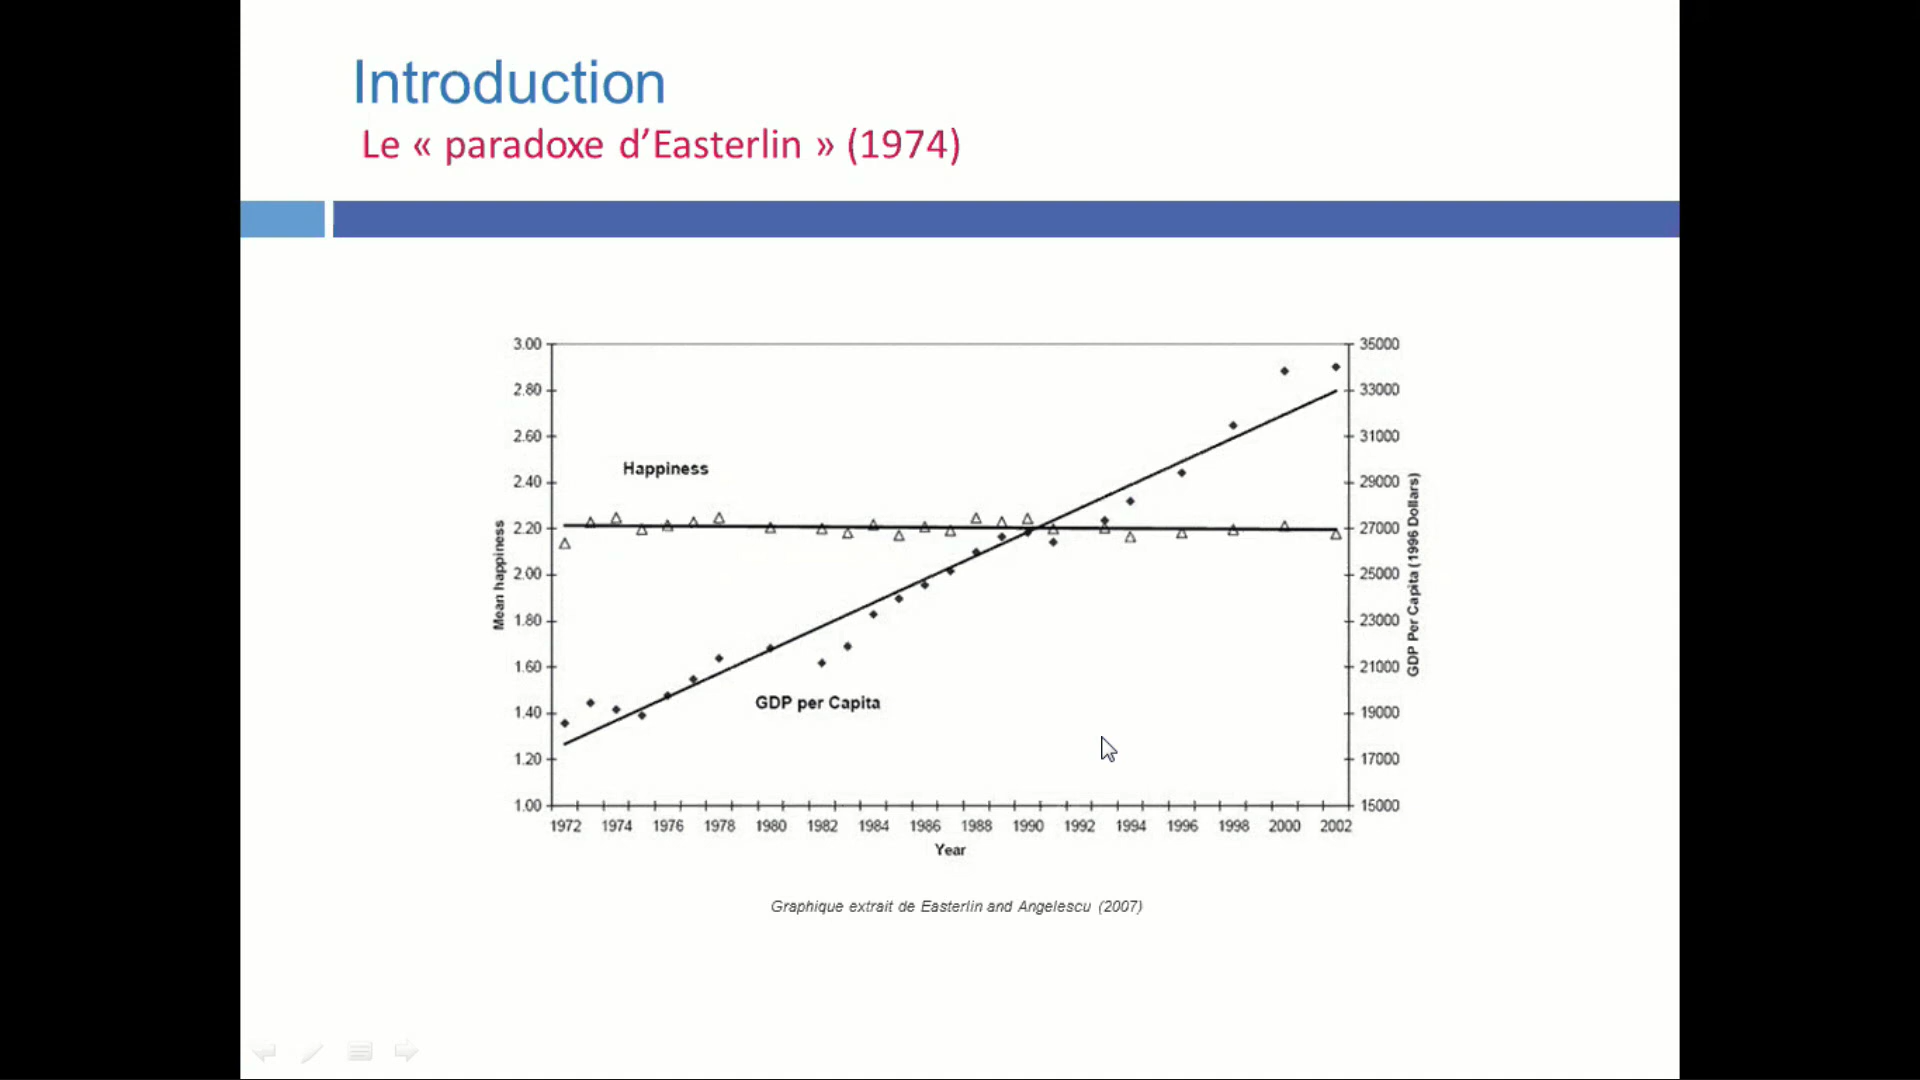 Introduction
Le « paradoxe d’Easterlin » (1974)
3.00
2.80
2.60
2.40
2.20
2.00
1.80
1.60
1.40
1.20
1.00
Mean happiness
Happiness
GDP per Capita
35000
33000
31000
29000
27000
25000
23000
21000
19000
17000
15000
GDP Per Capita (1996 Dollars)
1972 1974 1976 1978 1980 1982 1984 1986 1988 1990 1992 1994 1996 1998 2000 2002
Year
Graphique extrait de Easterlin and Angelescu (2007)